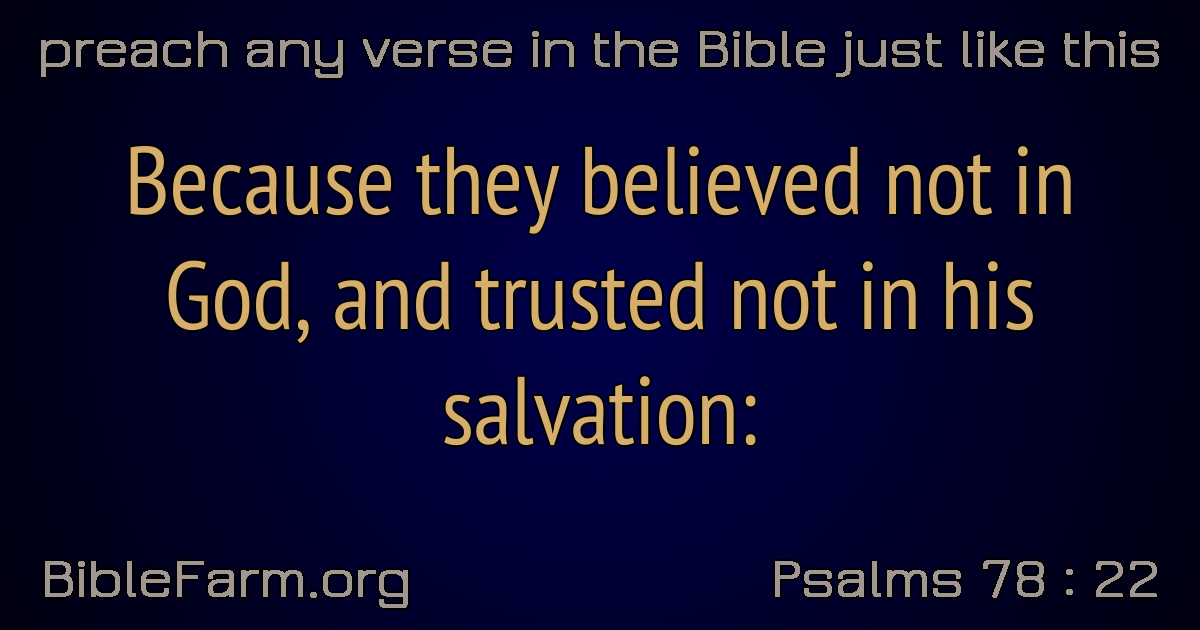 preach any verse in the Bible just like this
Because they believed not in
God, and trusted not in his
salvation:
BibleFarm.org
Psalms 78 : 22